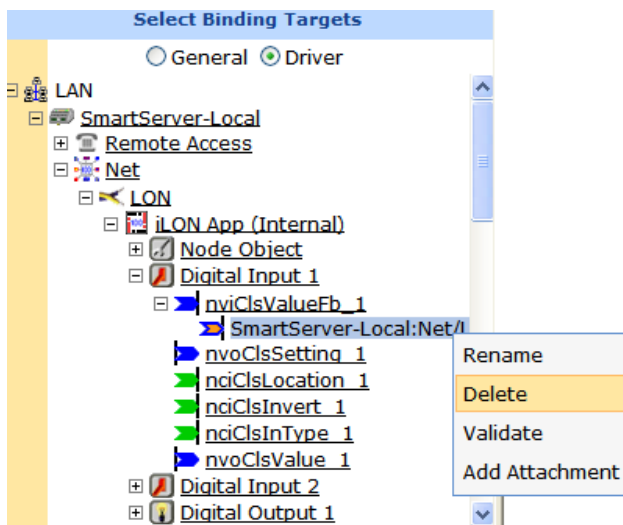 Select Binding Targets
General Driver
LAN
SmartServer-Local
Remote Access
Net
LON
iLON App (Internal)
Node Object
Digital Input 1
nviClsValueFb_1
SmartServer-Local:Net/
nvoClsSetting_1
nciClsLocation_1
nciClsInvert_1
nciClsInType_1
nvoClsValue_1
Digital Input 2
Digital Output 1
Rename
Delete
Validate
Add Attachment